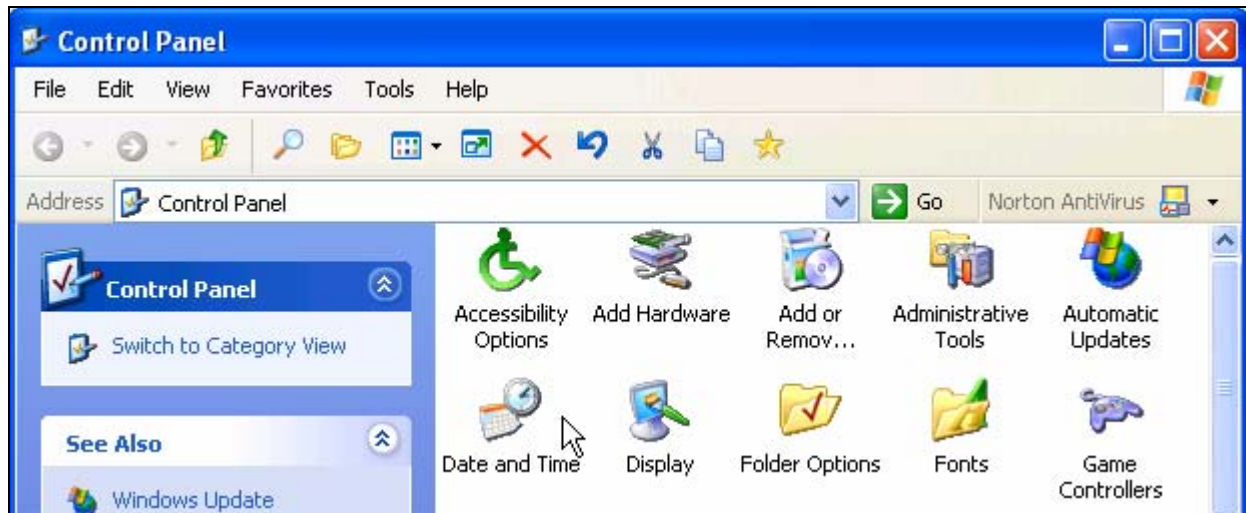 Control Panel
File Edit View Favorites Tools Help
Address Control Panel Go Norton AntiVirus
Control Panel
Switch to Category View
See Also
Windows Update
Accessibility Options
Add Hardware
Add or Remov...
Administrative Tools
Automatic Updates
Date and Time
Display
Folder Options
Fonts
Game Controllers